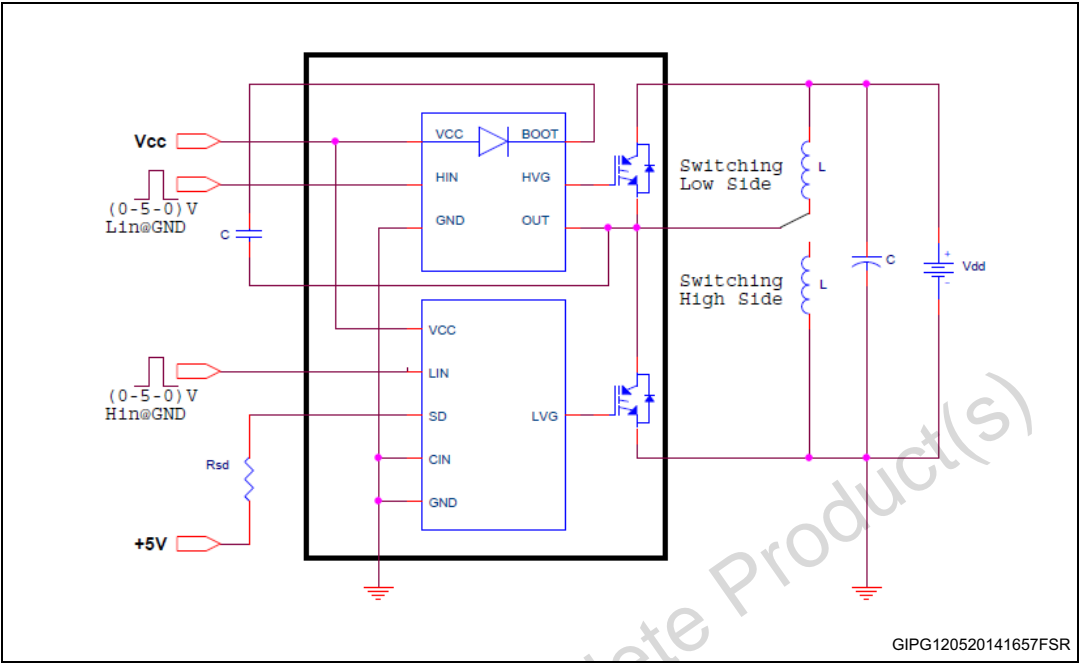 Vcc
(0-5-0)V
Lin@GND
C
VCC
BOOT
HIN
HVG
GND
OUT
Switching
Low Side
L
Switching
High Side
L
C
+
-
Vdd
VCC
LIN
SD
LVG
CIN
GND
(0-5-0)V
Hin@GND
Rsd
+5V
lete Product(s)
GIPG120520141657FSR